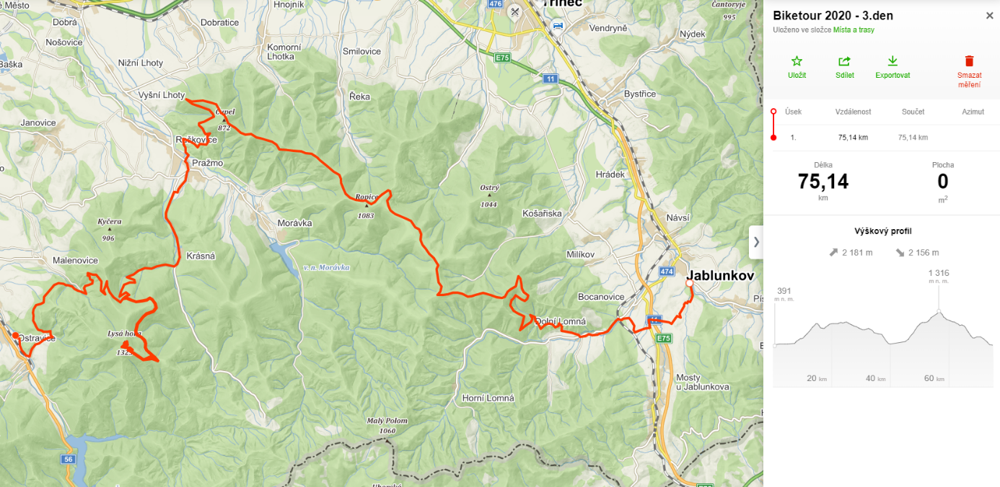 é Město
Hnojník
476
Třinec
Čantoryje
995
Dobrá
Dobratice
Vendryně
Nýdek
Nošovice
Komorní
Lhotka
Smilovice
E75
Baška
Nižní Lhoty
11
Vyšní Lhoty
Řeka
Bystřice
Janovice
Čupel
872
Raškovice
Pražmo
Hrádek
Ropice
1083
Ostrý
1044
Košařiska
Návsí
Kyčera
906
Morávka
Malenovice
Krásná
Milíkov
v. n. Morávka
474
Jablunkov
Bocanovice
Dolní Lomná
11
E75
Ostravice
Lysá hora
Mosty
u Jablunkova
Horní Lomná
Malý Polom
1060
56
Biketour 2020 - 3.den
Uloženo ve složce Místa a trasy
Uložit
Sdílet
Exportovat
Smazat
měření
Úsek Vzdálenost Součet Azimut
1. 75,14 km 75,14 km
Délka
75,14
km
Plocha
0
m2
Výškový profil
2 181 m 2 156 m
1 316
m n. m.
391
m n. m.
20 km 40 km 60 km